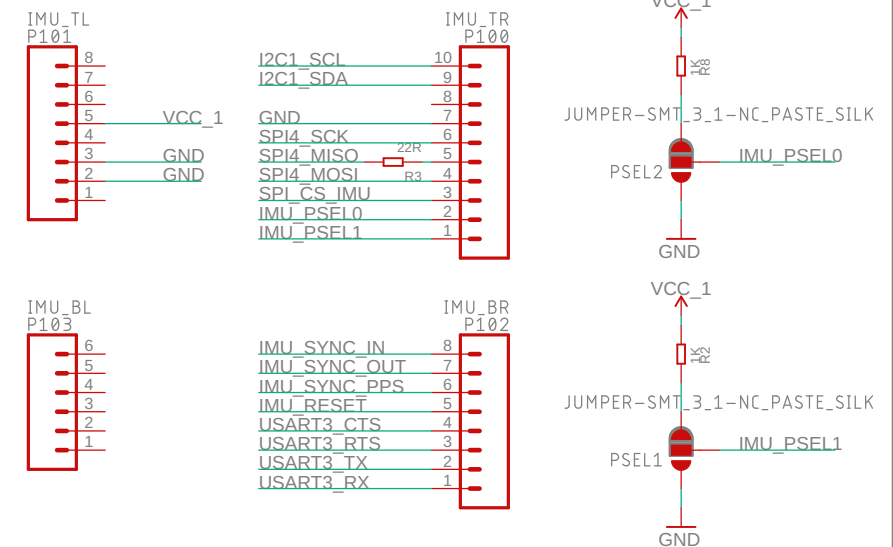 IMU_TL
P101
8
7
6
5 VCC_1
4
3 GND
2 GND
1
IMU_TR
P100
I2C1_SCL 10
I2C1_SDA 9
8
GND 7
SPI4_SCK 6
SPI4_MISO 22R R3 5
SPI4_MOSI 4
SPI_CS_IMU 3
IMU_PSEL0 2
IMU_PSEL1 1
VCC_1
1K
R8
JUMPER-SMT_3_1-NC_PASTE_SILK
PSEL2 IMU_PSEL0
GND
IMU_BL
P103
6
5
4
3
2
1
IMU_BR
P102
IMU_SYNC_IN 8
IMU_SYNC_OUT 7
IMU_SYNC_PPS 6
IMU_RESET 5
USART3_CTS 4
USART3_RTS 3
USART3_TX 2
USART3_RX 1
VCC_1
1K
R2
JUMPER-SMT_3_1-NC_PASTE_SILK
PSEL1 IMU_PSEL1
GND